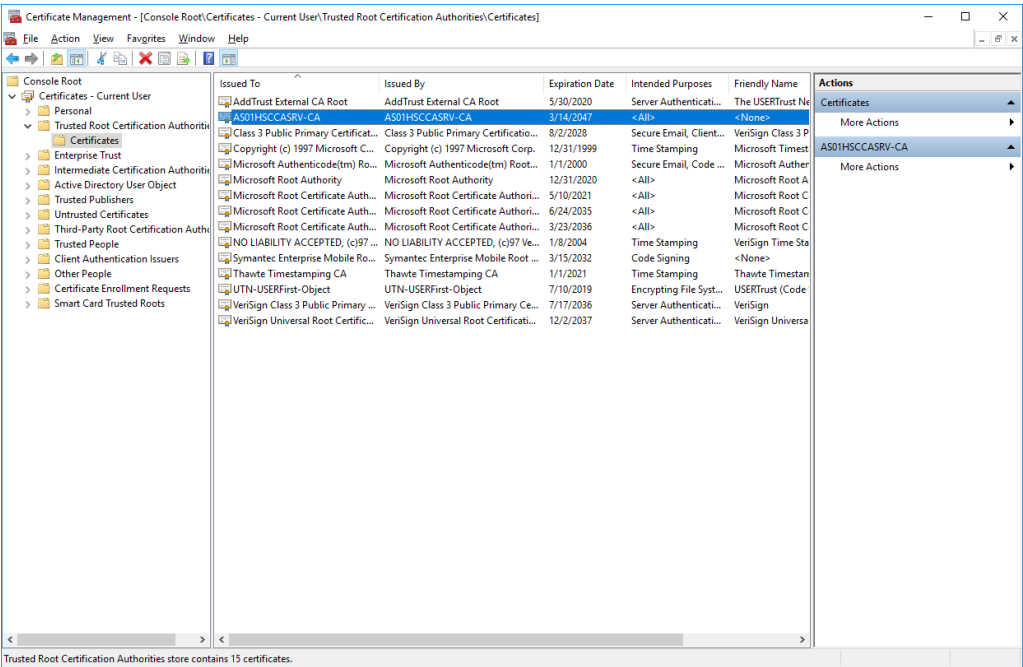 Certificate Management - [Console Root\Certificates - Current User\Trusted Root Certification Authorities\Certificates]
File Action View Favorites Window Help
Console Root
Certificates - Current User
Personal
Trusted Root Certification Authoritie
Certificates
Enterprise Trust
Intermediate Certification Authoritie
Active Directory User Object
Trusted Publishers
Untrusted Certificates
Third-Party Root Certification Autho
Trusted People
Client Authentication Issuers
Other People
Certificate Enrollment Requests
Smart Card Trusted Roots
Issued To Issued By Expiration Date Intended Purposes Friendly Name
AddTrust External CA Root AddTrust External CA Root 5/30/2020 Server Authenticati... The USERTrust Ne
AS01HSCCASRV-CA AS01HSCCASRV-CA 3/14/2047 <All> <None>
Class 3 Public Primary Certificat... Class 3 Public Primary Certificatio... 8/2/2028 Secure Email, Client... VeriSign Class 3 P
Copyright (c) 1997 Microsoft C... Copyright (c) 1997 Microsoft Corp. 12/31/1999 Time Stamping Microsoft Timest
Microsoft Authenticode(tm) Ro... Microsoft Authenticode(tm) Root... 1/1/2000 Secure Email, Code ... Microsoft Authen
Microsoft Root Authority Microsoft Root Authority 12/31/2020 <All> Microsoft Root A
Microsoft Root Certificate Auth... Microsoft Root Certificate Authori... 5/10/2021 <All> Microsoft Root C
Microsoft Root Certificate Auth... Microsoft Root Certificate Authori... 6/24/2035 <All> Microsoft Root C
Microsoft Root Certificate Auth... Microsoft Root Certificate Authori... 3/23/2036 <All> Microsoft Root C
NO LIABILITY ACCEPTED, (c)97 ... NO LIABILITY ACCEPTED, (c)97 Ve... 1/8/2004 Time Stamping VeriSign Time Sta
Symantec Enterprise Mobile Ro... Symantec Enterprise Mobile Root ... 3/15/2032 Code Signing <None>
Thawte Timestamping CA Thawte Timestamping CA 1/1/2021 Time Stamping Thawte Timestam
UTN-USERFirst-Object UTN-USERFirst-Object 7/10/2019 Encrypting File Syst... USERTrust (Code
VeriSign Class 3 Public Primary ... VeriSign Class 3 Public Primary Ce... 7/17/2036 Server Authenticati... VeriSign
VeriSign Universal Root Certific... VeriSign Universal Root Certificati... 12/2/2037 Server Authenticati... VeriSign Universa
Actions
Certificates
More Actions
AS01HSCCASRV-CA
More Actions
Trusted Root Certification Authorities store contains 15 certificates.